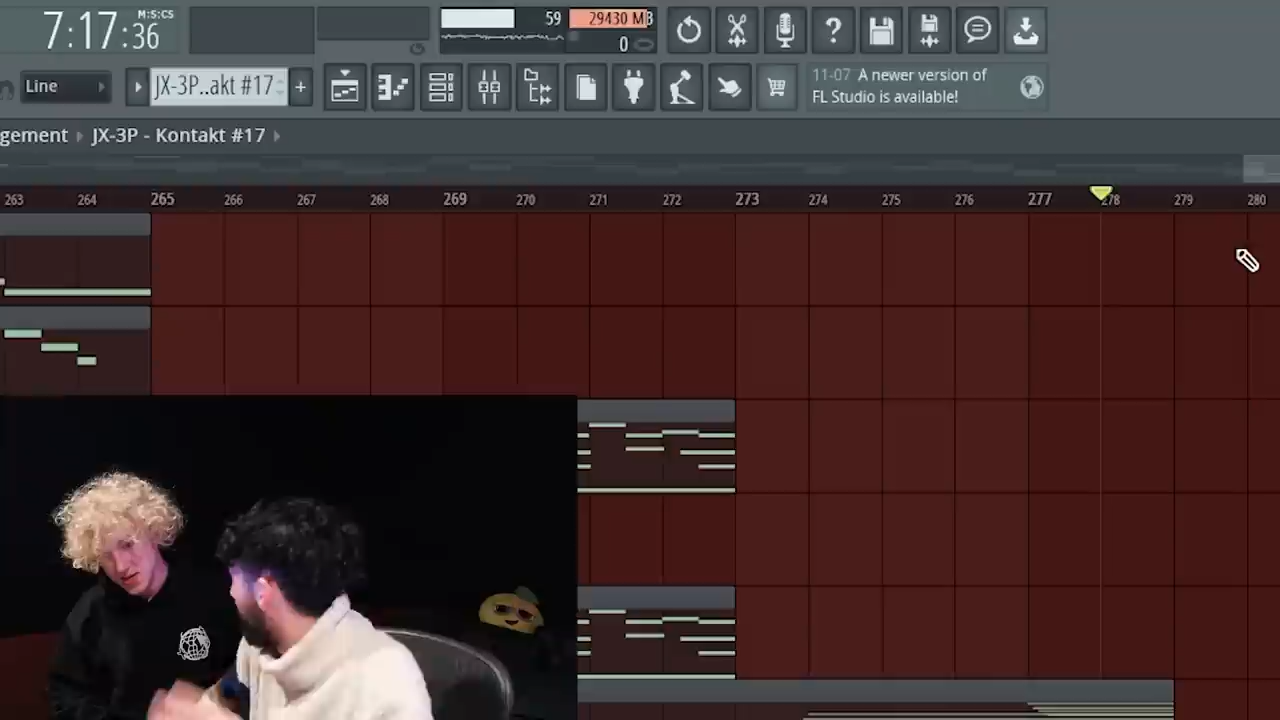 7:17:36
M:S:CS
59
29430 MB
0
Line
JX-3P..akt #17
+
?
11-07 A newer version of
FL Studio is available!
gement
JX-3P - Kontakt #17
263 264 265 266 267 268 269 270 271 272 273 274 275 276 277 278 279 280